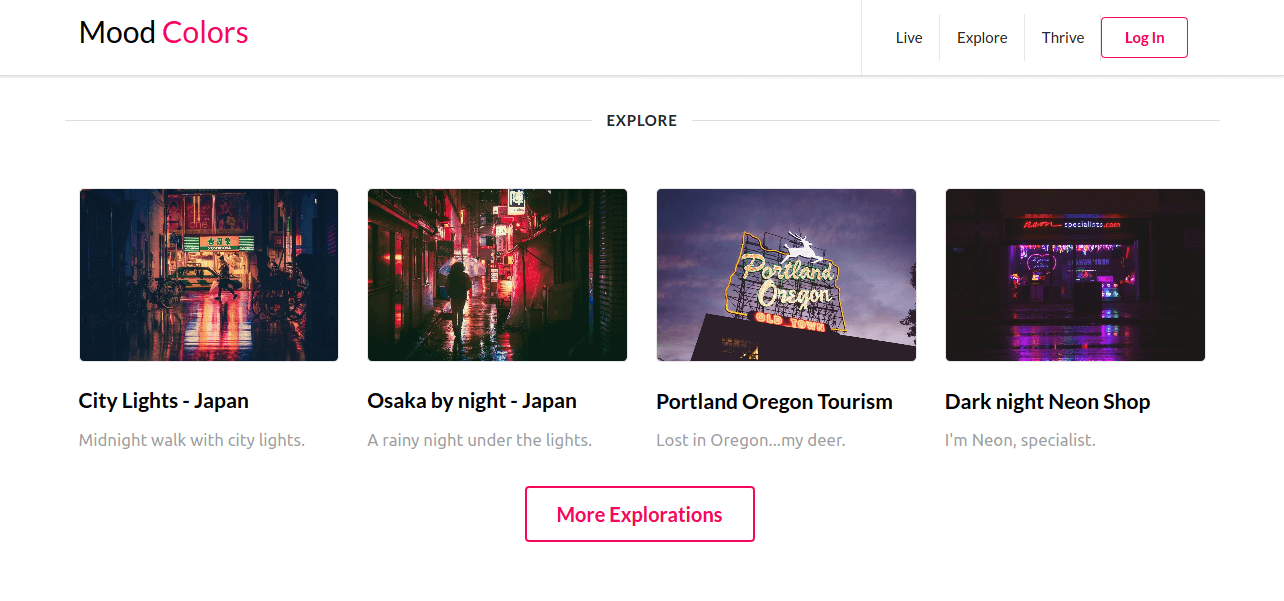 Mood Colors
Live
Explore
Thrive
Log In
EXPLORE
Portland
Oregon
OLD TOWN
neon specialists.com
City Lights - Japan
Osaka by night - Japan
Portland Oregon Tourism
Dark night Neon Shop
Midnight walk with city lights.
A rainy night under the lights.
Lost in Oregon...my deer.
I'm Neon, specialist.
More Explorations